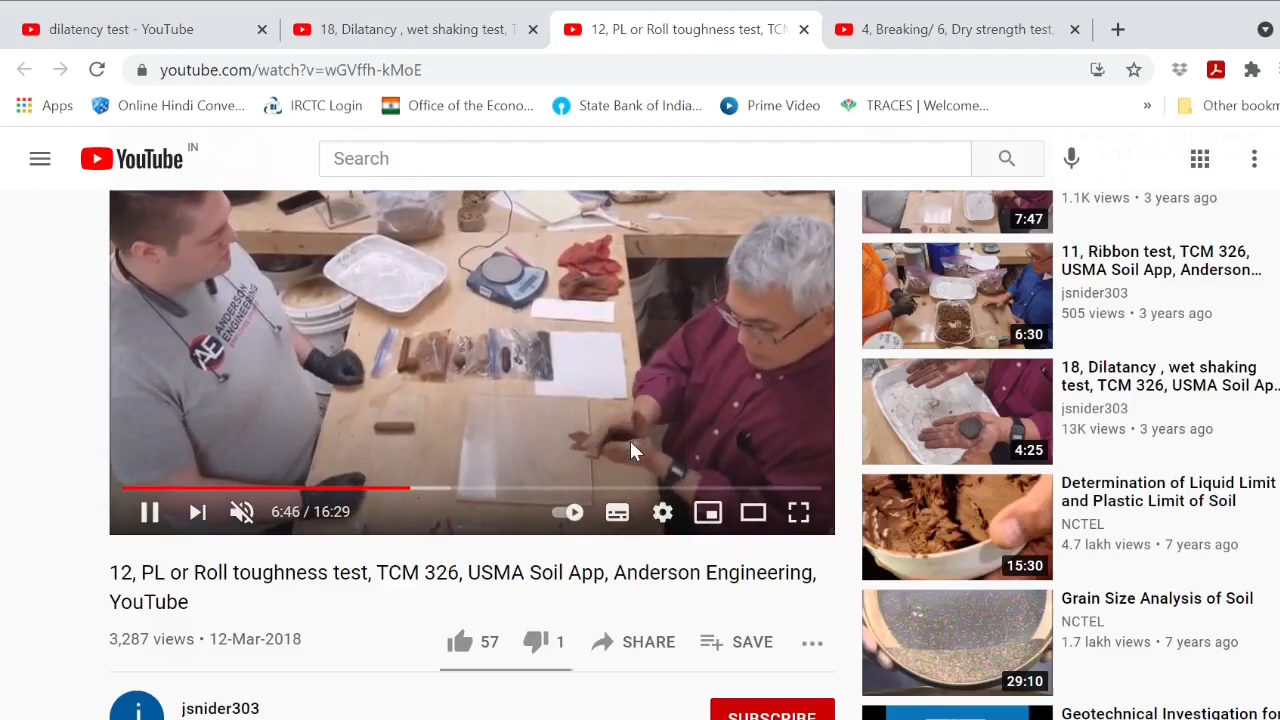 dilatency test - YouTube
18, Dilatancy , wet shaking test, T
12, PL or Roll toughness test, TCM
4, Breaking/ 6, Dry strength test,
youtube.com/watch?v=wGVffh-kMoE
Apps
Online Hindi Conve...
IRCTC Login
Office of the Econo...
State Bank of India...
Prime Video
TRACES | Welcome...
»
Other bookm
YouTube IN
Search
1.1K views • 3 years ago
7:47
11, Ribbon test, TCM 326,
USMA Soil App, Anderson...
jsnider303
505 views • 3 years ago
6:30
18, Dilatancy , wet shaking
test, TCM 326, USMA Soil Ap...
jsnider303
13K views • 3 years ago
4:25
Determination of Liquid Limit
and Plastic Limit of Soil
NCTEL
4.7 lakh views • 7 years ago
15:30
Grain Size Analysis of Soil
NCTEL
1.7 lakh views • 7 years ago
29:10
Geotechnical Investigation for
ANDERSON
ENGINEERING
AE
6:46 / 16:29
12, PL or Roll toughness test, TCM 326, USMA Soil App, Anderson Engineering,
YouTube
3,287 views • 12-Mar-2018
57
1
SHARE
SAVE
jsnider303
SUBSCRIBE